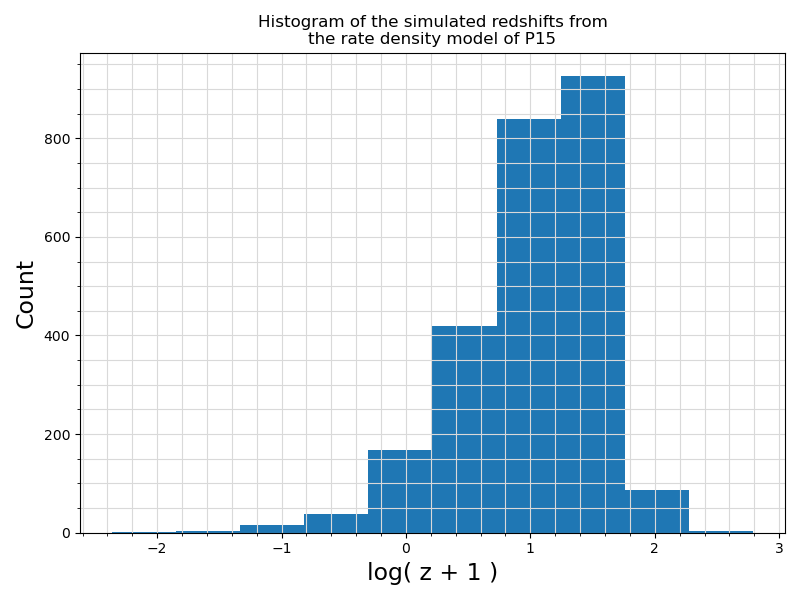 Histogram of the simulated redshifts from
the rate density model of P15
Count
800
600
400
200
0
−2 −1 0 1 2 3
log( z + 1 )